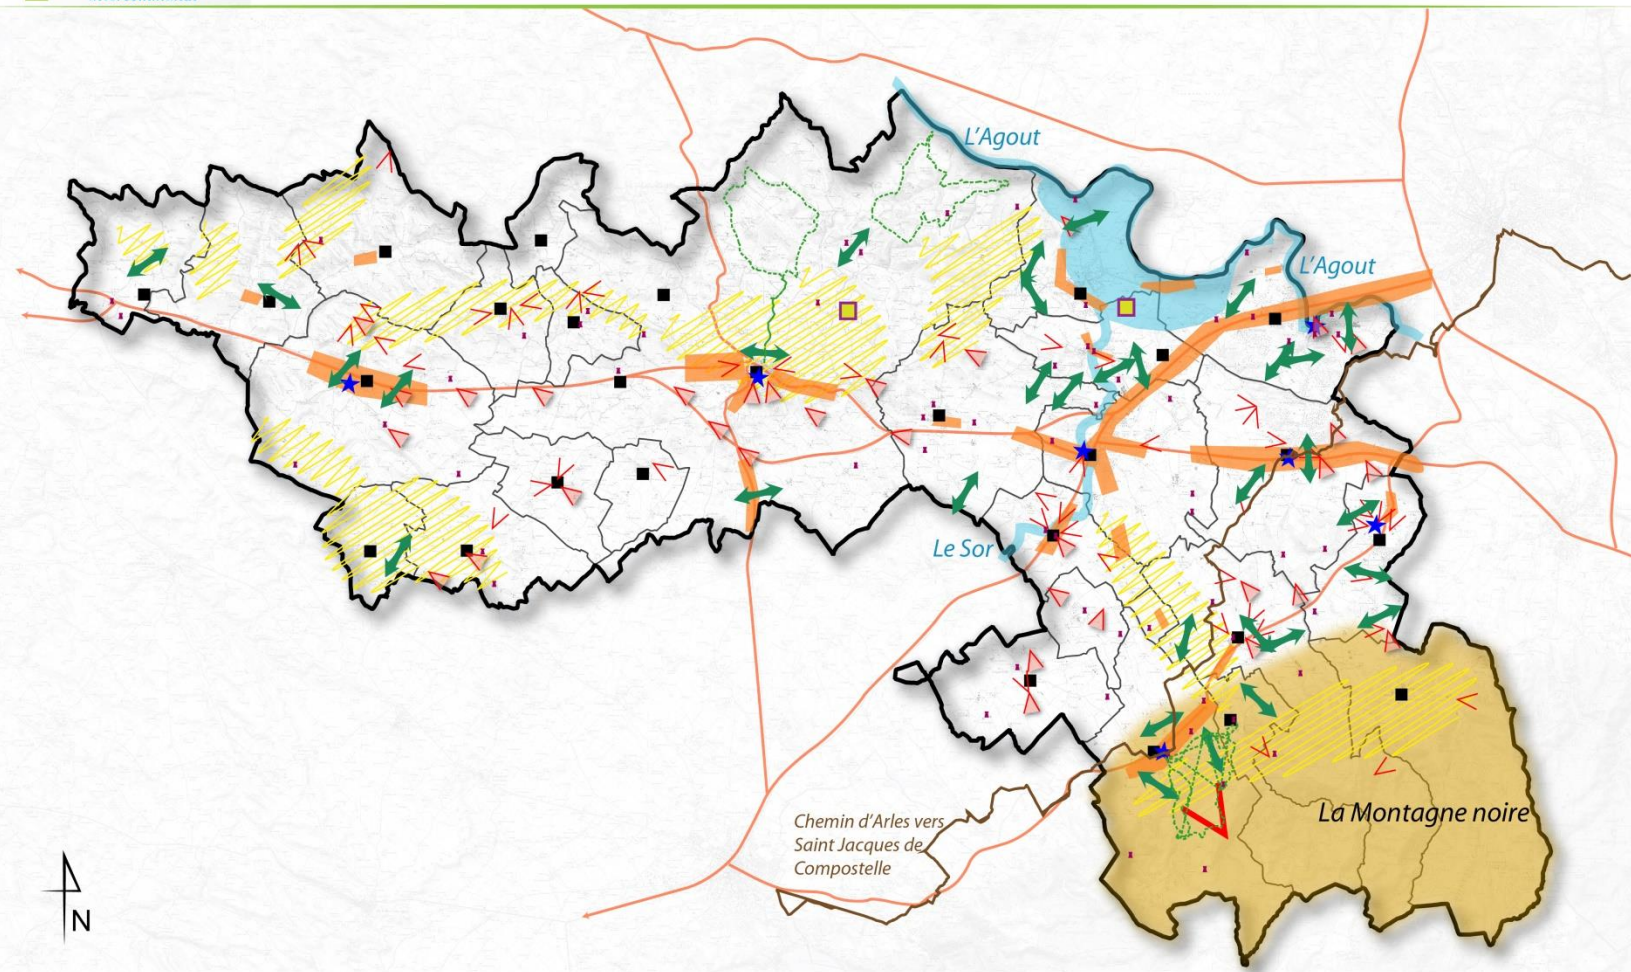 L'Agout
L'Agout
Le Sor
La Montagne noire
Chemin d'Arles vers
Saint Jacques de
Compostelle
N